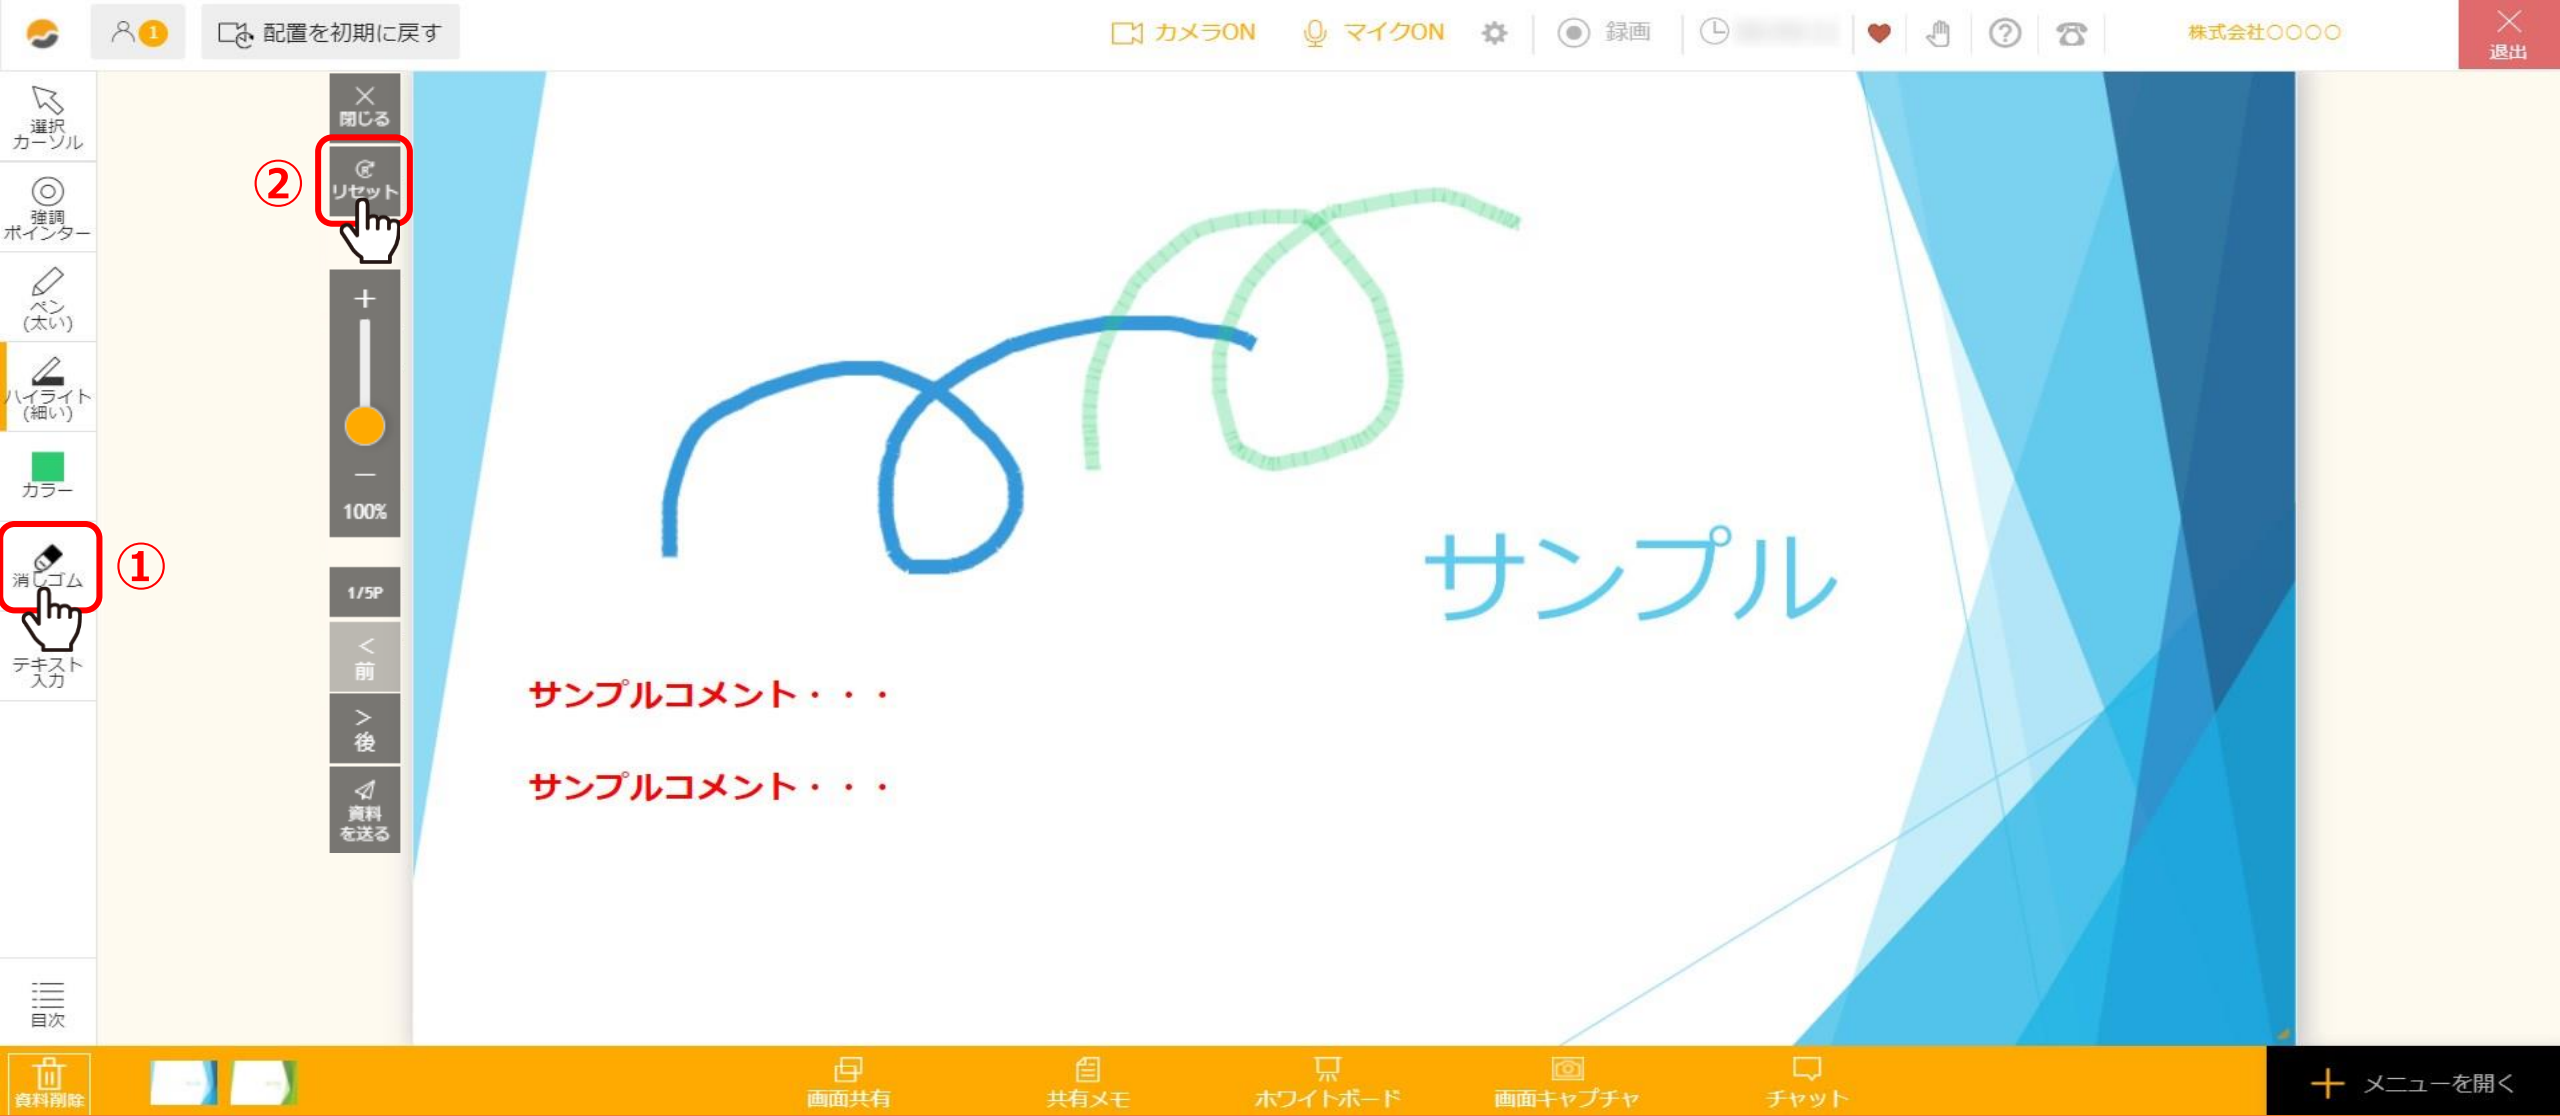 1
配置を初期に戻す
カメラON
マイクON
録画
株式会社○○○○
退出
選択
カーソル
強調
ポインター
ペン
(太い)
ハイライト
(細い)
カラー
消しゴム
①
テキスト
入力
目次
閉じる
②
リセット
100%
1/5P
前
後
資料
を送る
サンプル
サンプルコメント・・・
サンプルコメント・・・
資料削除
画面共有
共有メモ
ホワイトボード
画面キャプチャ
チャット
メニューを開く